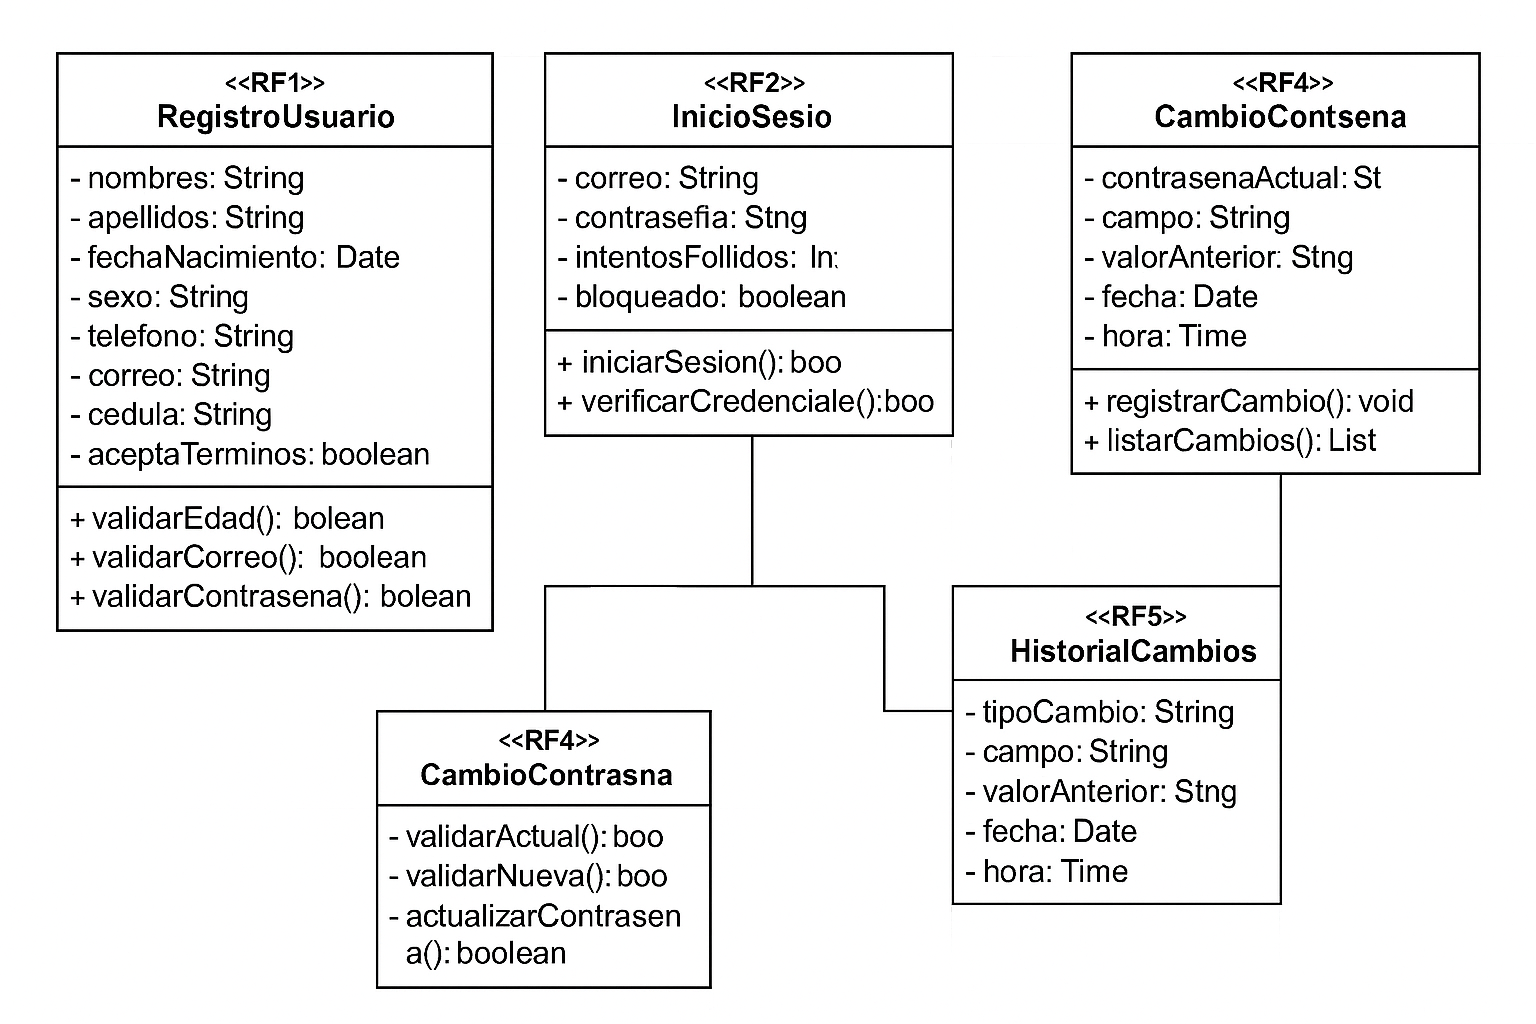 <<RF1>>
RegistroUsuario
- nombres: String
- apellidos: String
- fechaNacimiento: Date
- sexo: String
- telefono: String
- correo: String
- cedula: String
- aceptaTerminos: boolean
+ validarEdad(): bolean
+ validarCorreo(): boolean
+ validarContrasena(): bolean
<<RF2>>
InicioSesio
- correo: String
- contrasefia: Stng
- intentosFollidos: In:
- bloqueado: boolean
+ iniciarSesion(): boo
+ verificarCredenciale():boo
<<RF4>>
CambioContsena
- contrasenaActual: St
- campo: String
- valorAnterior: Stng
- fecha: Date
- hora: Time
+ registrarCambio(): void
+ listarCambios(): List
<<RF4>>
CambioContrasna
- validarActual(): boo
- validarNueva(): boo
- actualizarContrasen
a(): boolean
<<RF5>>
HistorialCambios
- tipoCambio: String
- campo: String
- valorAnterior: Stng
- fecha: Date
- hora: Time